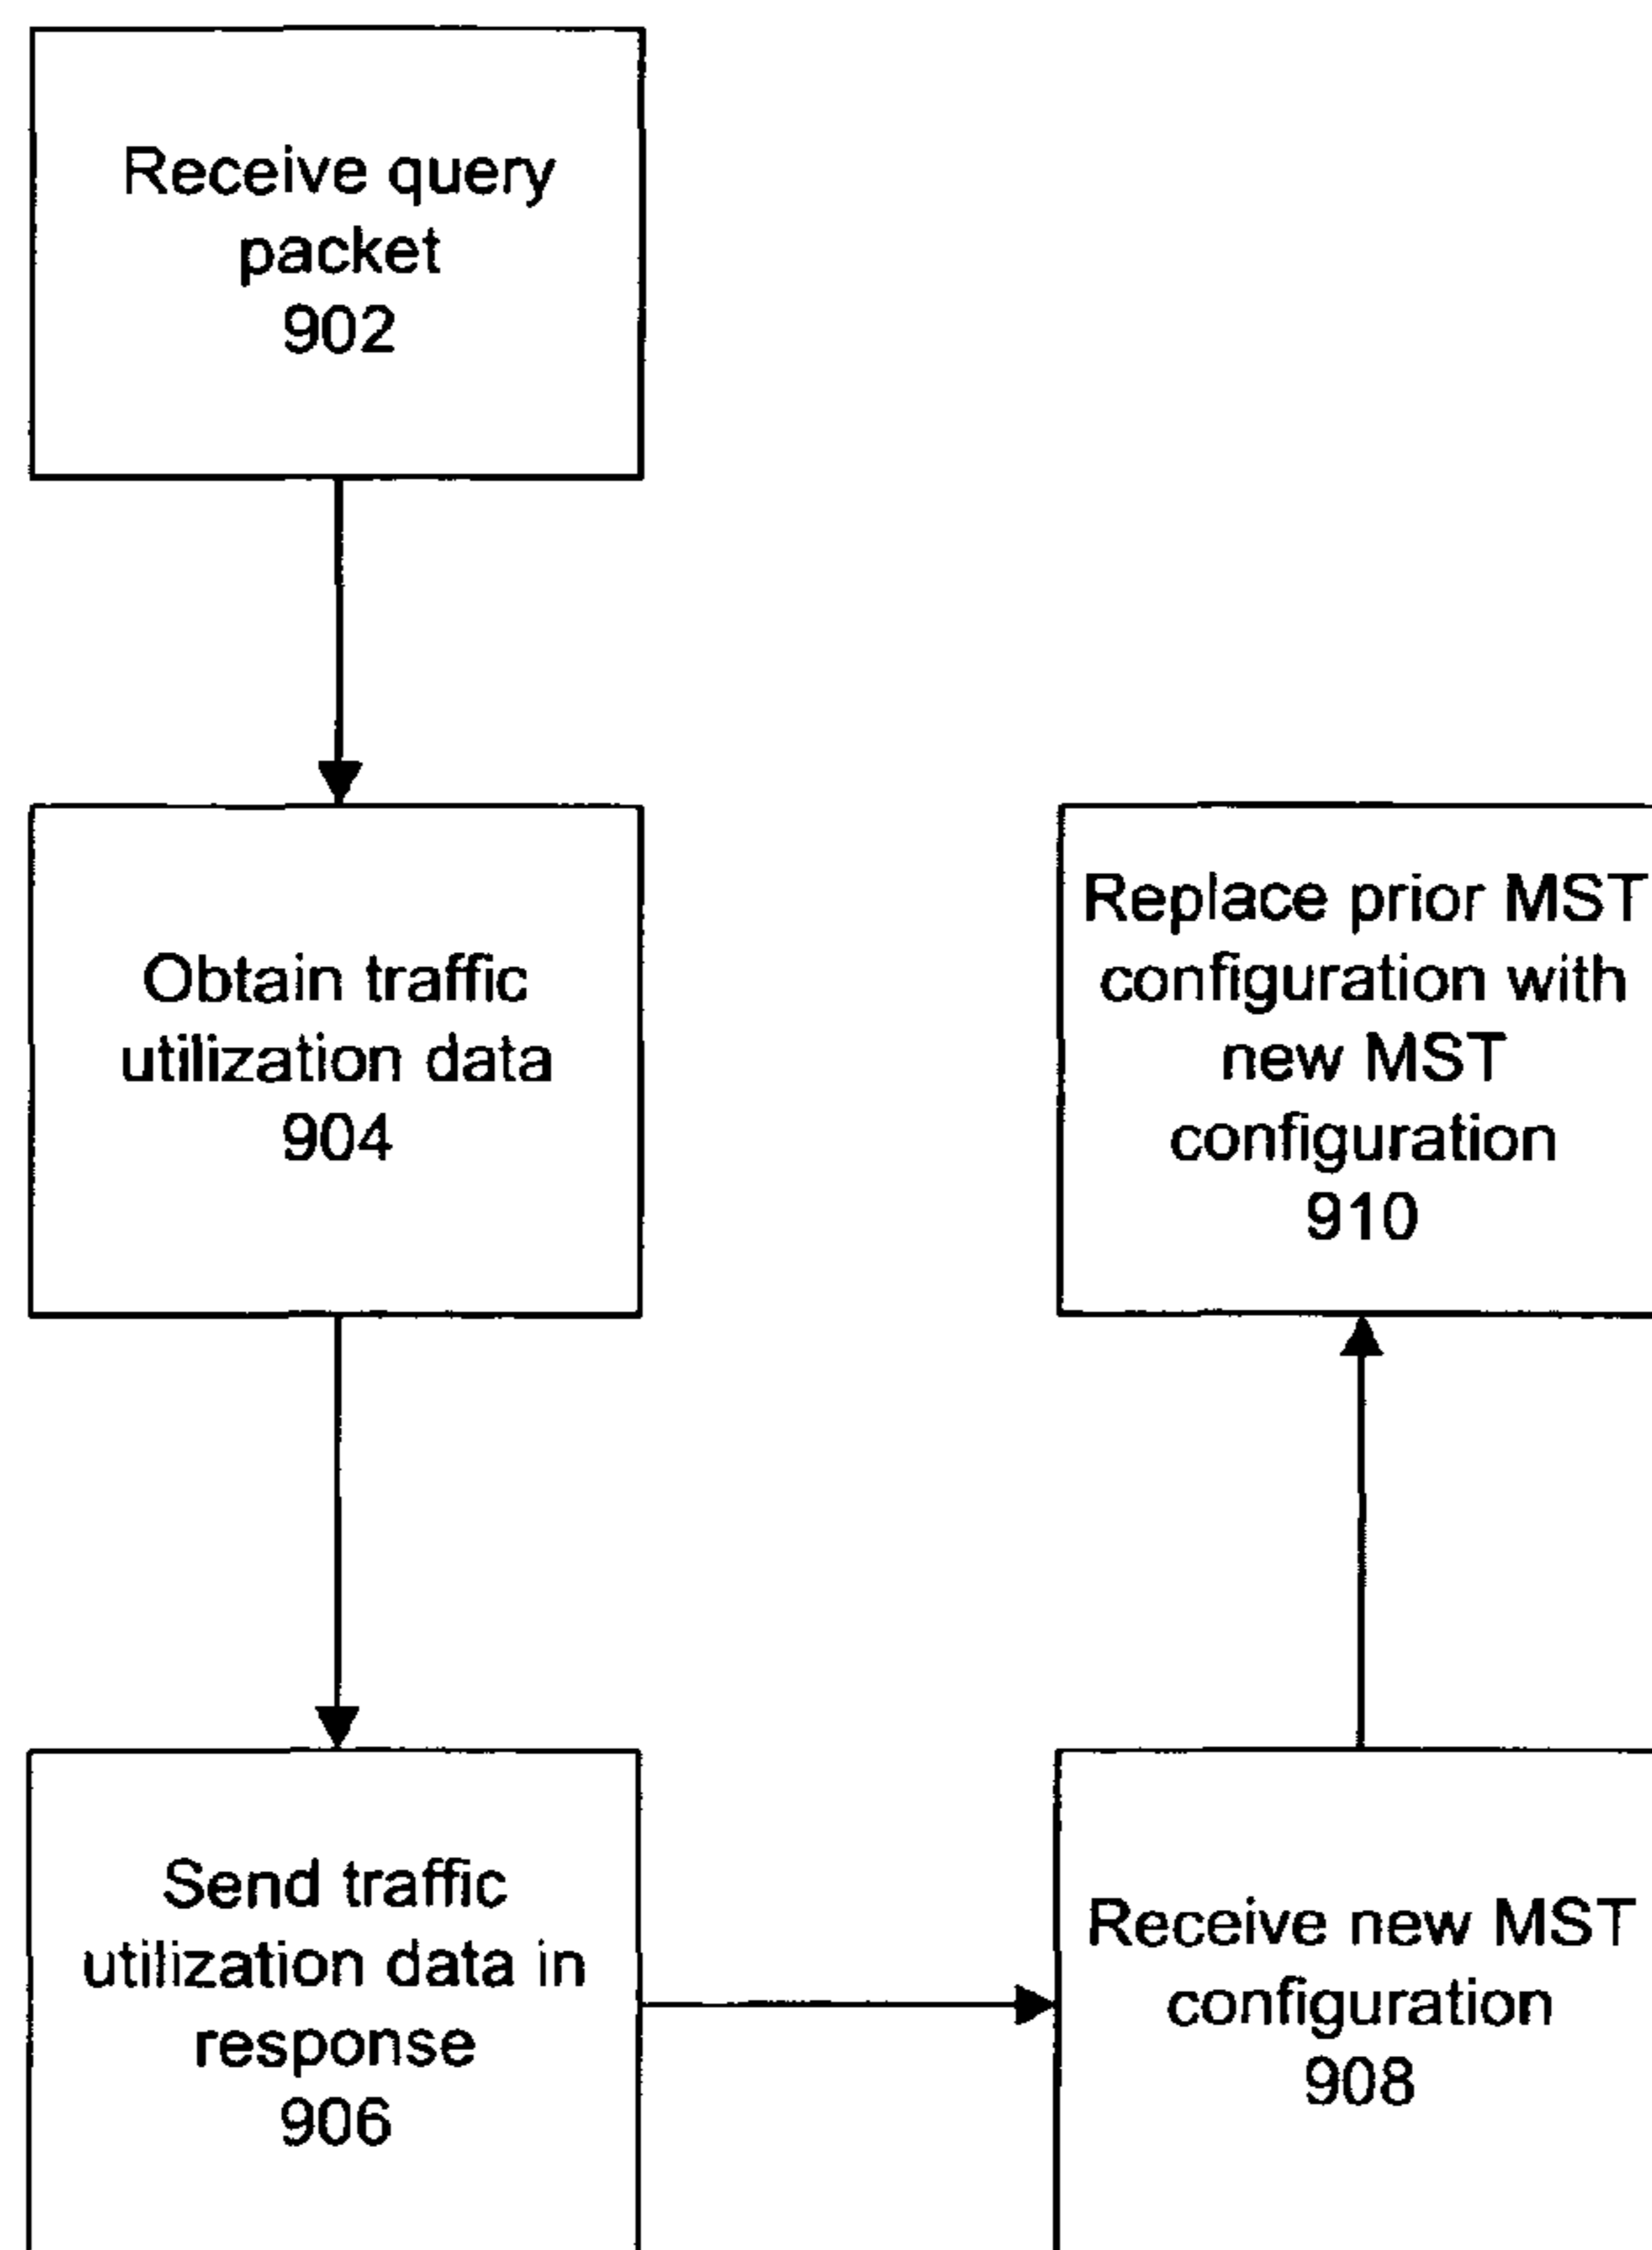 Receive query
packet
902
Obtain traffic
utilization data
904
Send traffic
utilization data in
response
906
Receive new MST
configuration
908
Replace prior MST
configuration with
new MST
configuration
910